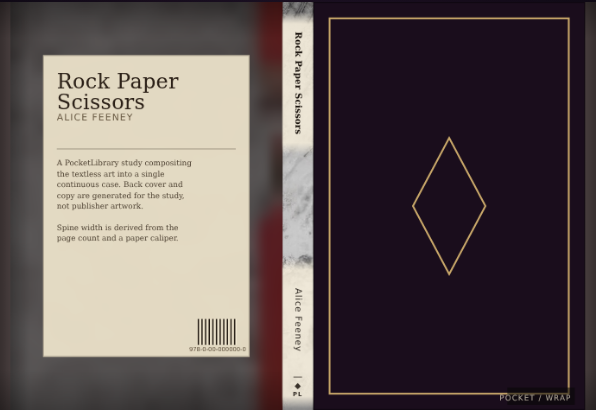 Rock Paper
Scissors
ALICE FEENEY
A PocketLibrary study compositing
the textless art into a single
continuous case. Back cover and
copy are generated for the study,
not publisher artwork.
Spine width is derived from the
page count and a paper caliper.
978-0-00-000000-0
Rock Paper Scissors
Alice Feeney
PL
POCKET / WRAP